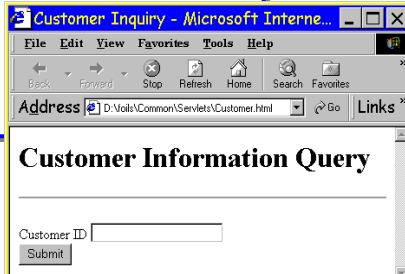 Customer Inquiry - Microsoft Interne...
File Edit View Favorites Tools Help
Back Forward Stop Refresh Home Search Favorites »
Address D:\foils\Common\Servlets\Customer.html Go Links »
Customer Information Query
Customer ID
Submit